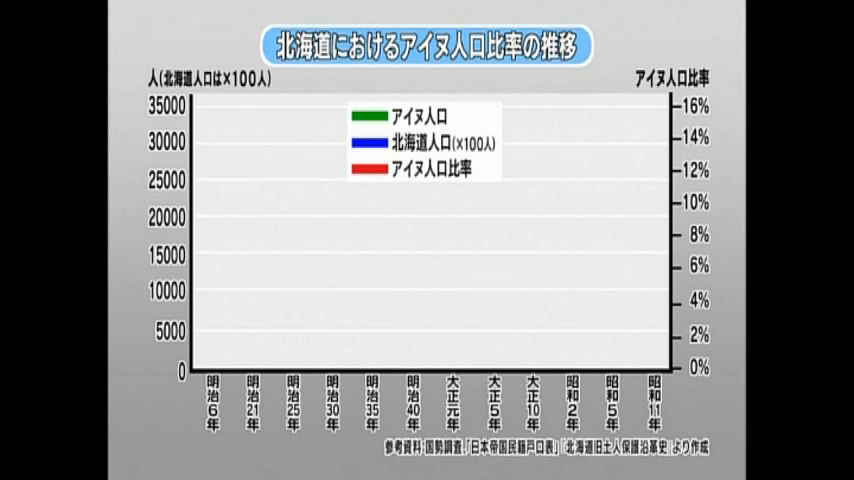 北海道におけるアイヌ人口比率の推移
人(北海道人口は×100人)
アイヌ人口比率
35000
30000
25000
20000
15000
10000
5000
0
アイヌ人口
北海道人口(×100人)
アイヌ人口比率
16%
14%
12%
10%
8%
6%
4%
2%
0%
明治6年
明治21年
明治25年
明治30年
明治35年
明治40年
大正元年
大正5年
大正10年
昭和2年
昭和5年
昭和11年
参考資料:国勢調査、「日本帝国民籍戸口表」「北海道旧土人保護沿革史」より作成